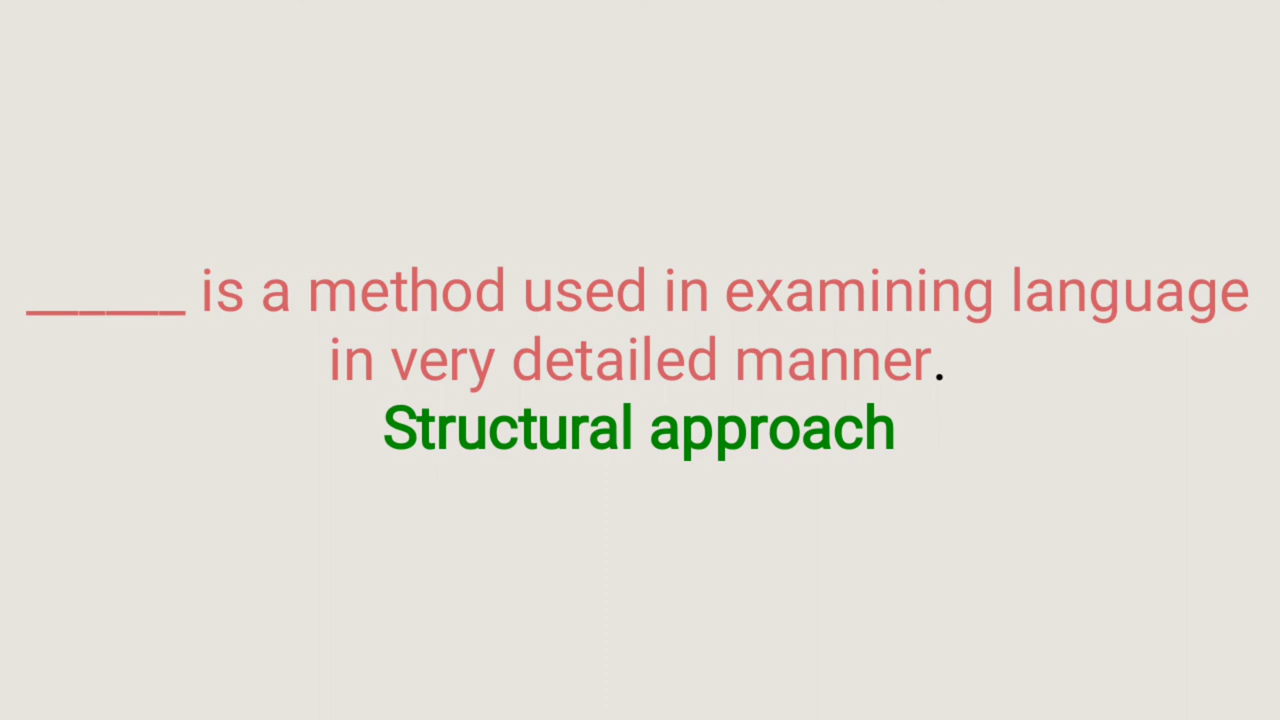 ______ is a method used in examining language
in very detailed manner.
Structural approach